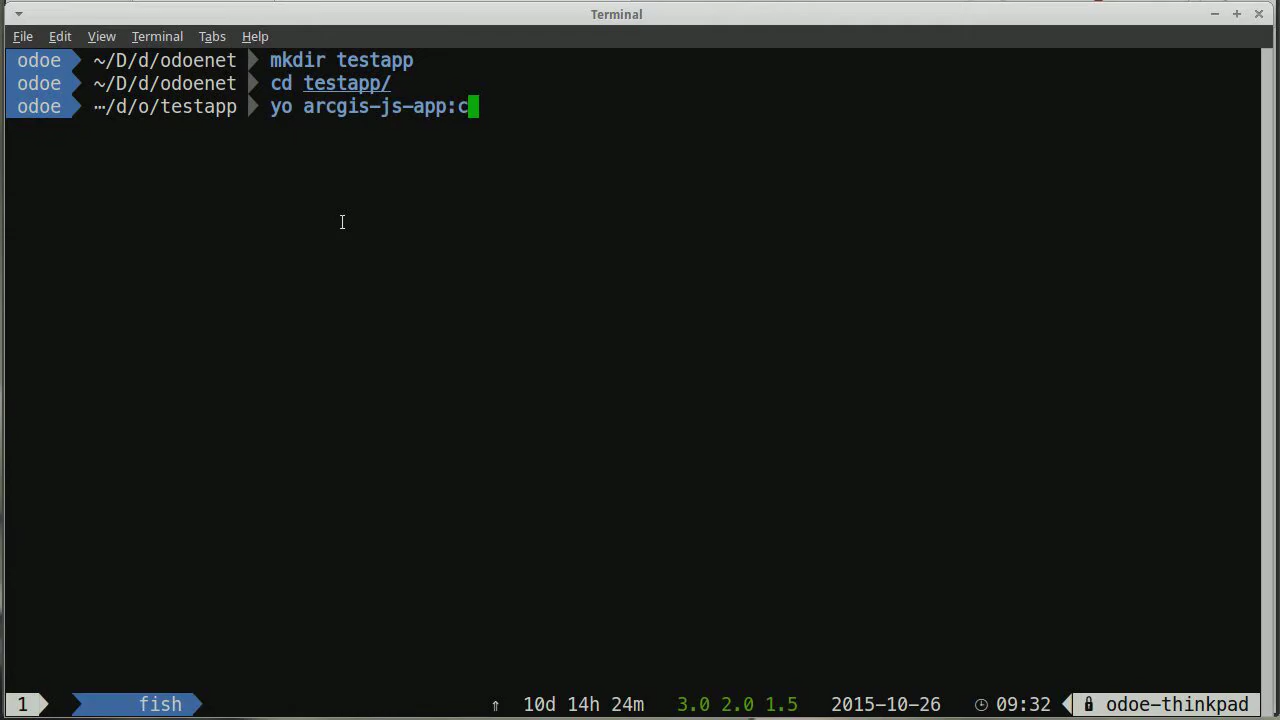 Terminal
File Edit View Terminal Tabs Help
odoe ~/D/d/odoenet mkdir testapp
odoe ~/D/d/odoenet cd testapp/
odoe ⋯/d/o/testapp yo arcgis-js-app:c
1 fish ⇑ 10d 14h 24m 3.0 2.0 1.5 2015-10-26 09:32 odoe-thinkpad